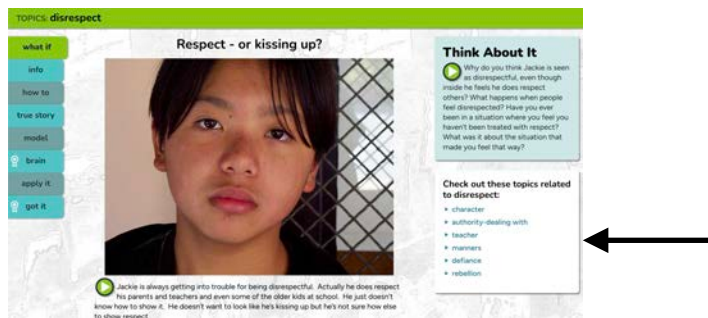 TOPICS: disrespect
what if
info
how to
true story
model
brain
apply it
got it
Respect - or kissing up?
Jackie is always getting into trouble for being disrespectful. Actually he does respect
his parents and teachers and even some of the older kids at school. He just doesn't
know how to show it. He doesn't want to look like he's kissing up but he's not sure how else
to show respect.
Think About It
Why do you think Jackie is seen
as disrespectful, even though
inside he feels he does respect
others? What happens when people
feel disrespected? Have you ever
been in a situation where you feel you
haven't been treated with respect?
What was it about the situation that
made you feel that way?
Check out these topics related
to disrespect:
character
authority-dealing with
teacher
manners
defiance
rebellion